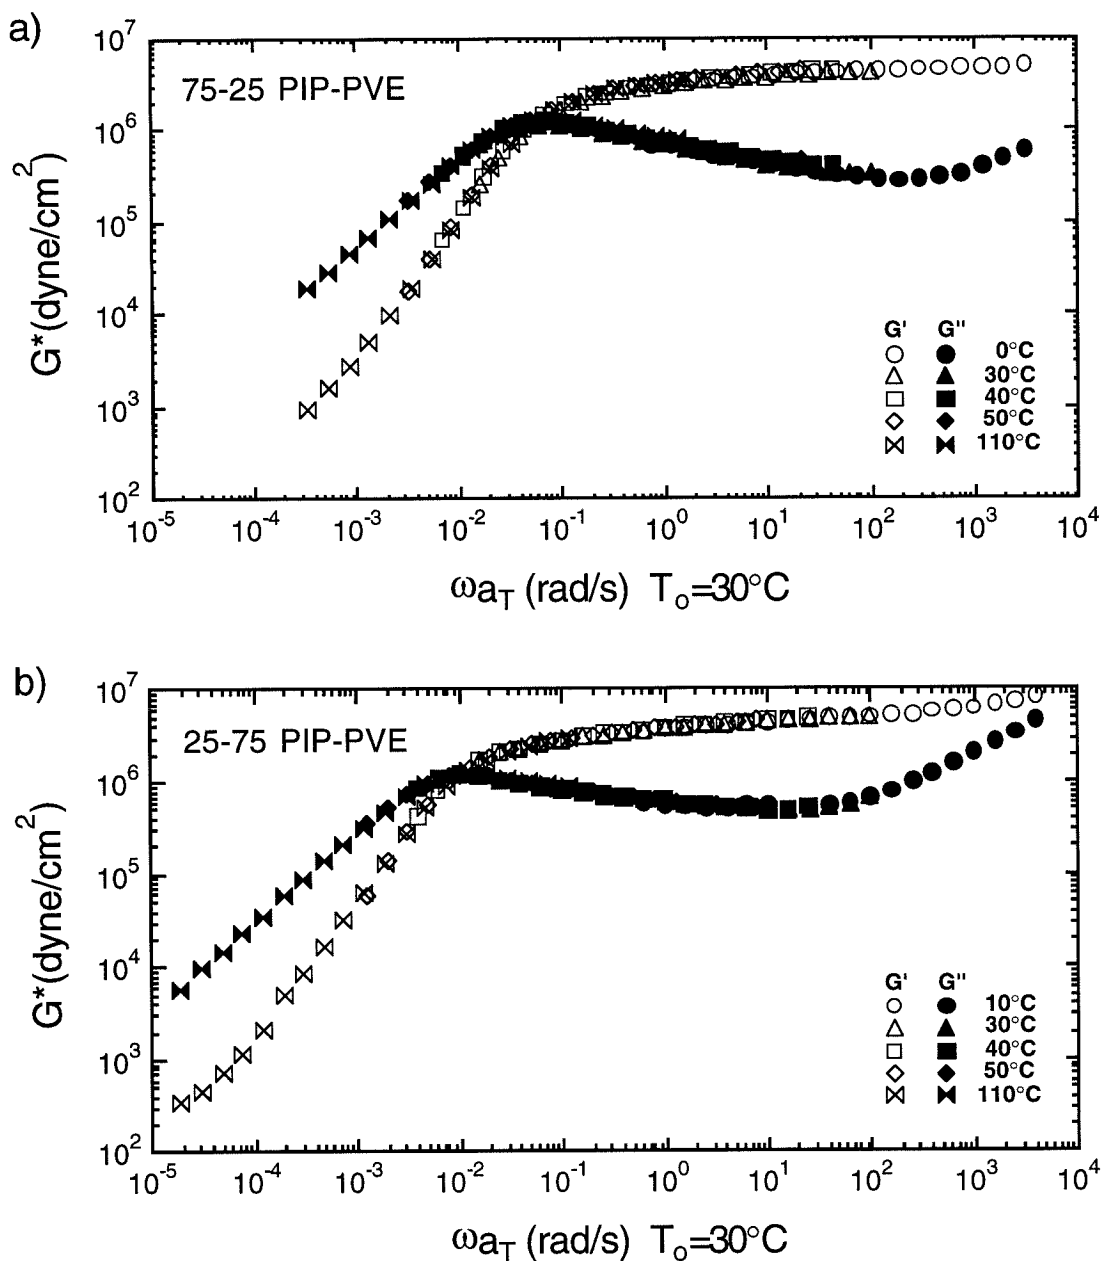 a)
10^7
75-25 PIP-PVE
10^6
10^5
10^4
10^3
10^2
G*(dyne/cm^2)
G' G"
0°C
30°C
40°C
50°C
110°C
10^-5 10^-4 10^-3 10^-2 10^-1 10^0 10^1 10^2 10^3 10^4
ωa_T (rad/s) T_o=30°C
b)
10^7
25-75 PIP-PVE
10^6
10^5
10^4
10^3
10^2
G*(dyne/cm^2)
G' G"
10°C
30°C
40°C
50°C
110°C
10^-5 10^-4 10^-3 10^-2 10^-1 10^0 10^1 10^2 10^3 10^4
ωa_T (rad/s) T_o=30°C